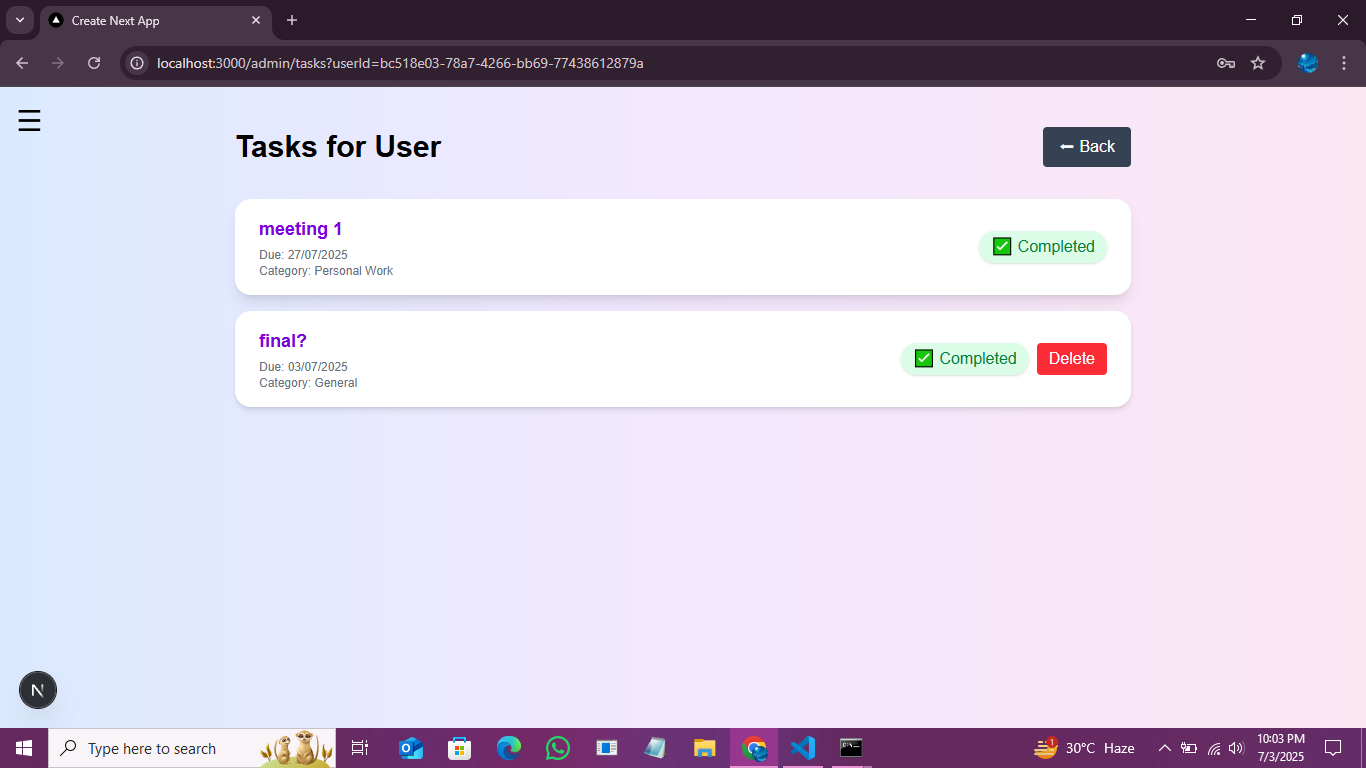 Create Next App
localhost:3000/admin/tasks?userId=bc518e03-78a7-4266-bb69-77438612879a
Tasks for User
Back
meeting 1
Due: 27/07/2025
Category: Personal Work
Completed
final?
Due: 03/07/2025
Category: General
Completed
Delete
N
Type here to search
1
30°C Haze
10:03 PM
7/3/2025